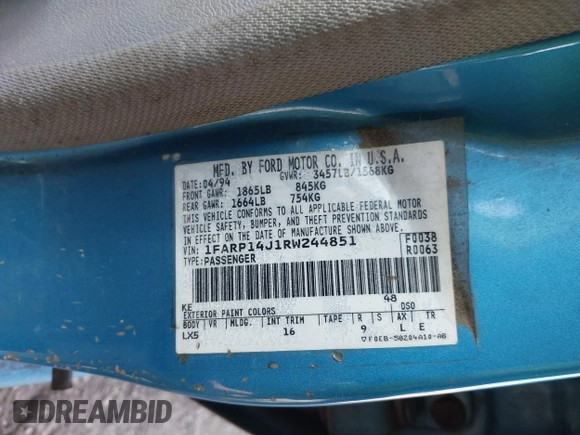 MFD. BY FORD MOTOR CO. IN U.S.A.
DATE: 04/94 GVWR: 3457LB/1568KG
FRONT GAWR: 1865LB 845KG
REAR GAWR: 1664LB 754KG
THIS VEHICLE CONFORMS TO ALL APPLICABLE FEDERAL MOTOR
VEHICLE SAFETY, BUMPER, AND THEFT PREVENTION STANDARDS
IN EFFECT ON THE DATE OF MANUFACTURE SHOWN ABOVE.
VIN: 1FARP14J1RW244851 F0038
TYPE: PASSENGER R0063
KE 48
EXTERIOR PAINT COLORS DSO
BODY VR MLDG. INT TRIM TAPE R S AX TR
LX5 16 9 L E
F0EB-58204A10-AB
DREAMBID